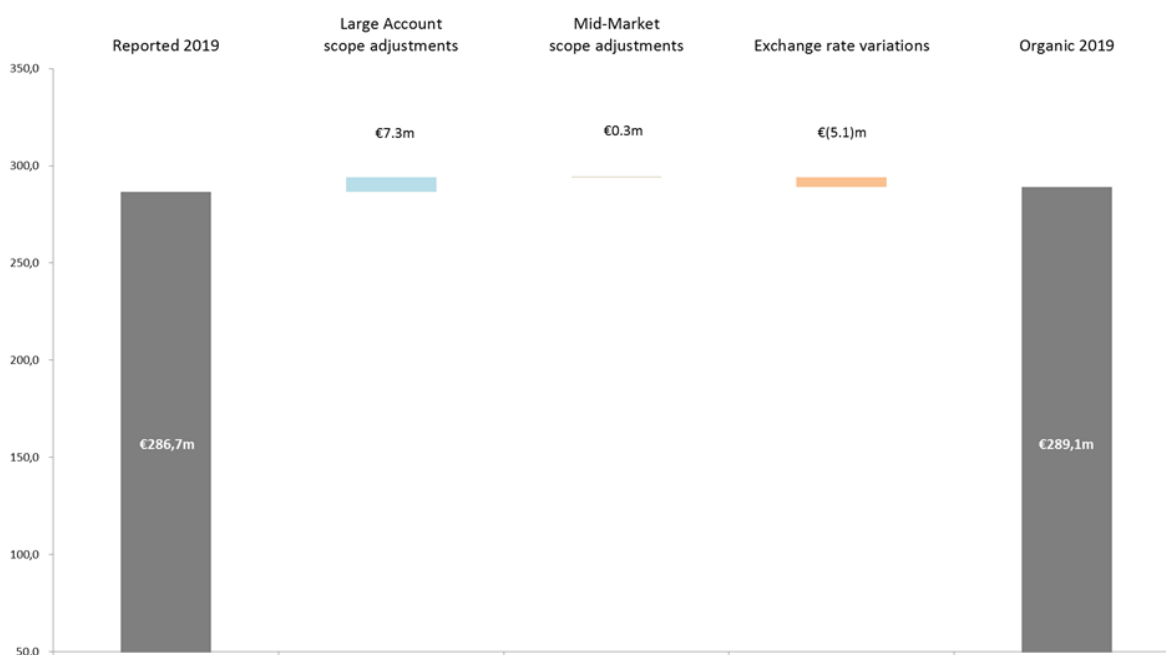 Reported 2019
Large Account
scope adjustments
Mid-Market
scope adjustments
Exchange rate variations
Organic 2019
350,0
€7.3m
€0.3m
€(5.1)m
300,0
250,0
200,0
€286,7m
€289,1m
150,0
100,0
50,0